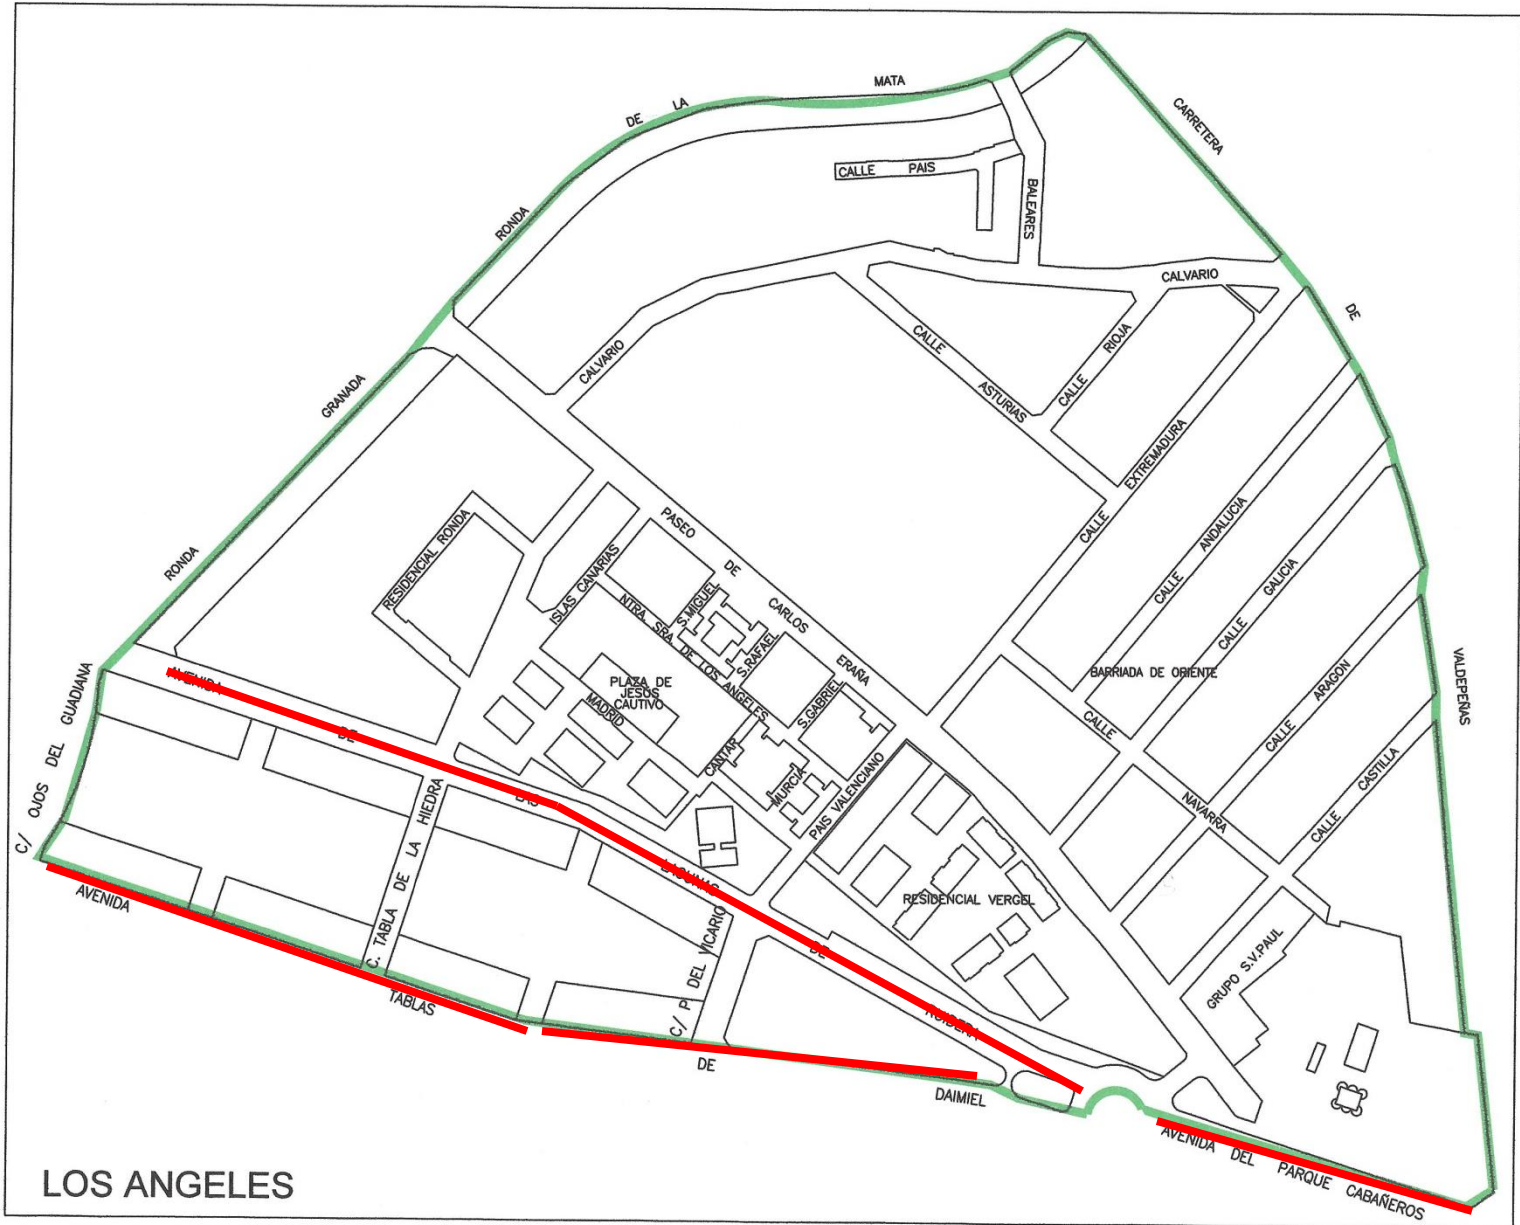 RONDA DE LA MATA
CARRETERA DE VALDEPEÑAS
CALLE PAIS
BALEARES
CALVARIO
CALLE ASTURIAS
CALLE RIOJA
CALVARIO
RONDA GRANADA
CALLE EXTREMADURA
CALLE ANDALUCIA
CALLE GALICIA
CALLE ARAGON
CALLE CASTILLA
BARRIADA DE ORIENTE
CALLE NAVARRA
PASEO DE CARLOS ERAÑA
RESIDENCIAL RONDA
ISLAS CANARIAS
NTRA. SRA DE LOS ANGELES
S.MIGUEL
S.RAFAEL
S.GABRIEL
PLAZA DE
JESÚS
CAUTIVO
MADRID
CANTAR
MURCIA
PAIS VALENCIANO
RESIDENCIAL VERGEL
GRUPO S.V.PAUL
AVENIDA DE LAS LAGUNAS DE RUIDERA
C/ OJOS DEL GUADIANA
C. TABLA DE LA HIEDRA
C/ P. DEL VICARIO
AVENIDA TABLAS DE DAIMIEL
AVENIDA DEL PARQUE CABAÑEROS
LOS ANGELES